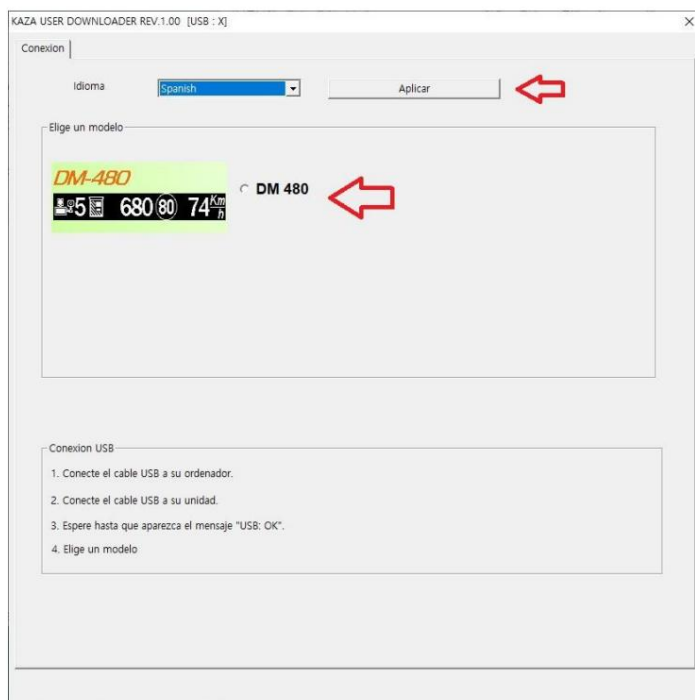 KAZA USER DOWNLOADER REV.1.00 [USB : X]
Conexion
Idioma Spanish Aplicar
Elige un modelo
DM-480
5 680 80 74 Km/h
DM 480
Conexion USB
1. Conecte el cable USB a su ordenador.
2. Conecte el cable USB a su unidad.
3. Espere hasta que aparezca el mensaje "USB: OK".
4. Elige un modelo